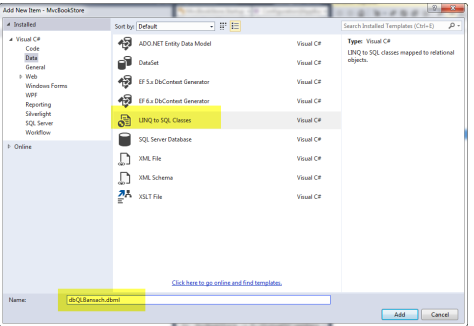 Add New Item - MvcBookStore
Installed
Sort by: Default
Search Installed Templates (Ctrl+E)
Visual C#
Code
Data
General
Web
Windows Forms
WPF
Reporting
Silverlight
SQL Server
Workflow
Online
ADO.NET Entity Data Model Visual C#
DataSet Visual C#
EF 5.x DbContext Generator Visual C#
EF 6.x DbContext Generator Visual C#
LINQ to SQL Classes Visual C#
SQL Server Database Visual C#
XML File Visual C#
XML Schema Visual C#
XSLT File Visual C#
Click here to go online and find templates.
Type: Visual C#
LINQ to SQL classes mapped to relational
objects.
Name: dbQLBansach.dbml
Add Cancel